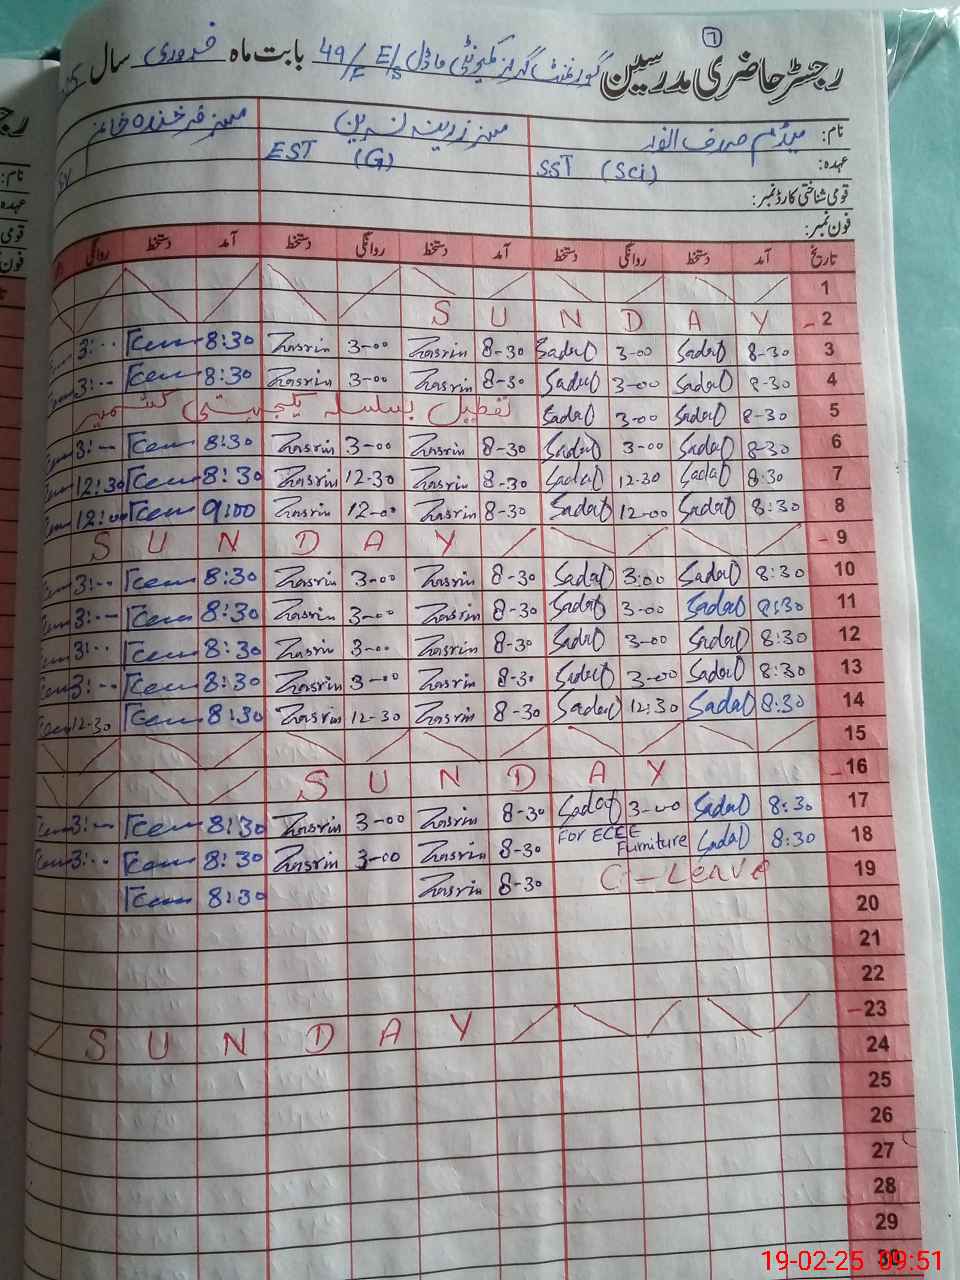 ٦
رجسٹر حاضری مدرسین گورنمنٹ گرلز کمیونٹی ماڈل E/S 49/E بابت ماہ فروری سال
نام: میڈم صدف انور مسز زرینہ نسرین مسز فرخندہ خانم
عہدہ: SST (Sci) EST (G)
قومی شناختی کارڈ نمبر:
فون نمبر:
تاریخ آمد دستخط روانگی دستخط آمد دستخط روانگی دستخط آمد دستخط روانگی
1
2 S U N D A Y
3 8-30 Sadaf 3-00 Sadaf 8-30 Nasrin 3-00 Nasrin 8:30 3:00
4 8-30 Sadaf 3-00 Sadaf 8-30 Nasrin 3-00 Nasrin 8:30 3:00
5 8-30 Sadaf 3-00 Sadaf تعطیل بسلسلہ یکجہتی کشمیر
6 8-30 Sadaf 3-00 Sadaf 8-30 Nasrin 3-00 Nasrin 8:30 3:00
7 8:30 Sadaf 12-30 Sadaf 8-30 Nasrin 12-30 Nasrin 8:30 12:30
8 8:30 Sadaf 12-00 Sadaf 8-30 Nasrin 12-00 Nasrin 9:00 12:00
9 S U N D A Y
10 8:30 Sadaf 3:00 Sadaf 8-30 Nasrin 3-00 Nasrin 8:30 3:00
11 8:30 Sadaf 3-00 Sadaf 8-30 Nasrin 3-00 Nasrin 8:30 3:00
12 8:30 Sadaf 3-00 Sadaf 8-30 Nasrin 3-00 Nasrin 8:30 3:00
13 8:30 Sadaf 3-00 Sadaf 8-30 Nasrin 3-00 Nasrin 8:30 3:00
14 8:30 Sadaf 12:30 Sadaf 8-30 Nasrin 12-30 Nasrin 8:30 12-30
15
16 S U N D A Y
17 8:30 Sadaf 3-00 Sadaf 8-30 Nasrin 3-00 Nasrin 8:30 3:00
18 8:30 Sadaf For ECEE Furniture 8-30 Nasrin 3-00 Nasrin 8:30 3:00
19 C-Leave 8-30 Nasrin 8:30
20
21
22
23 S U N D A Y
24
25
26
27
28
29
30
19-02-25 09:51